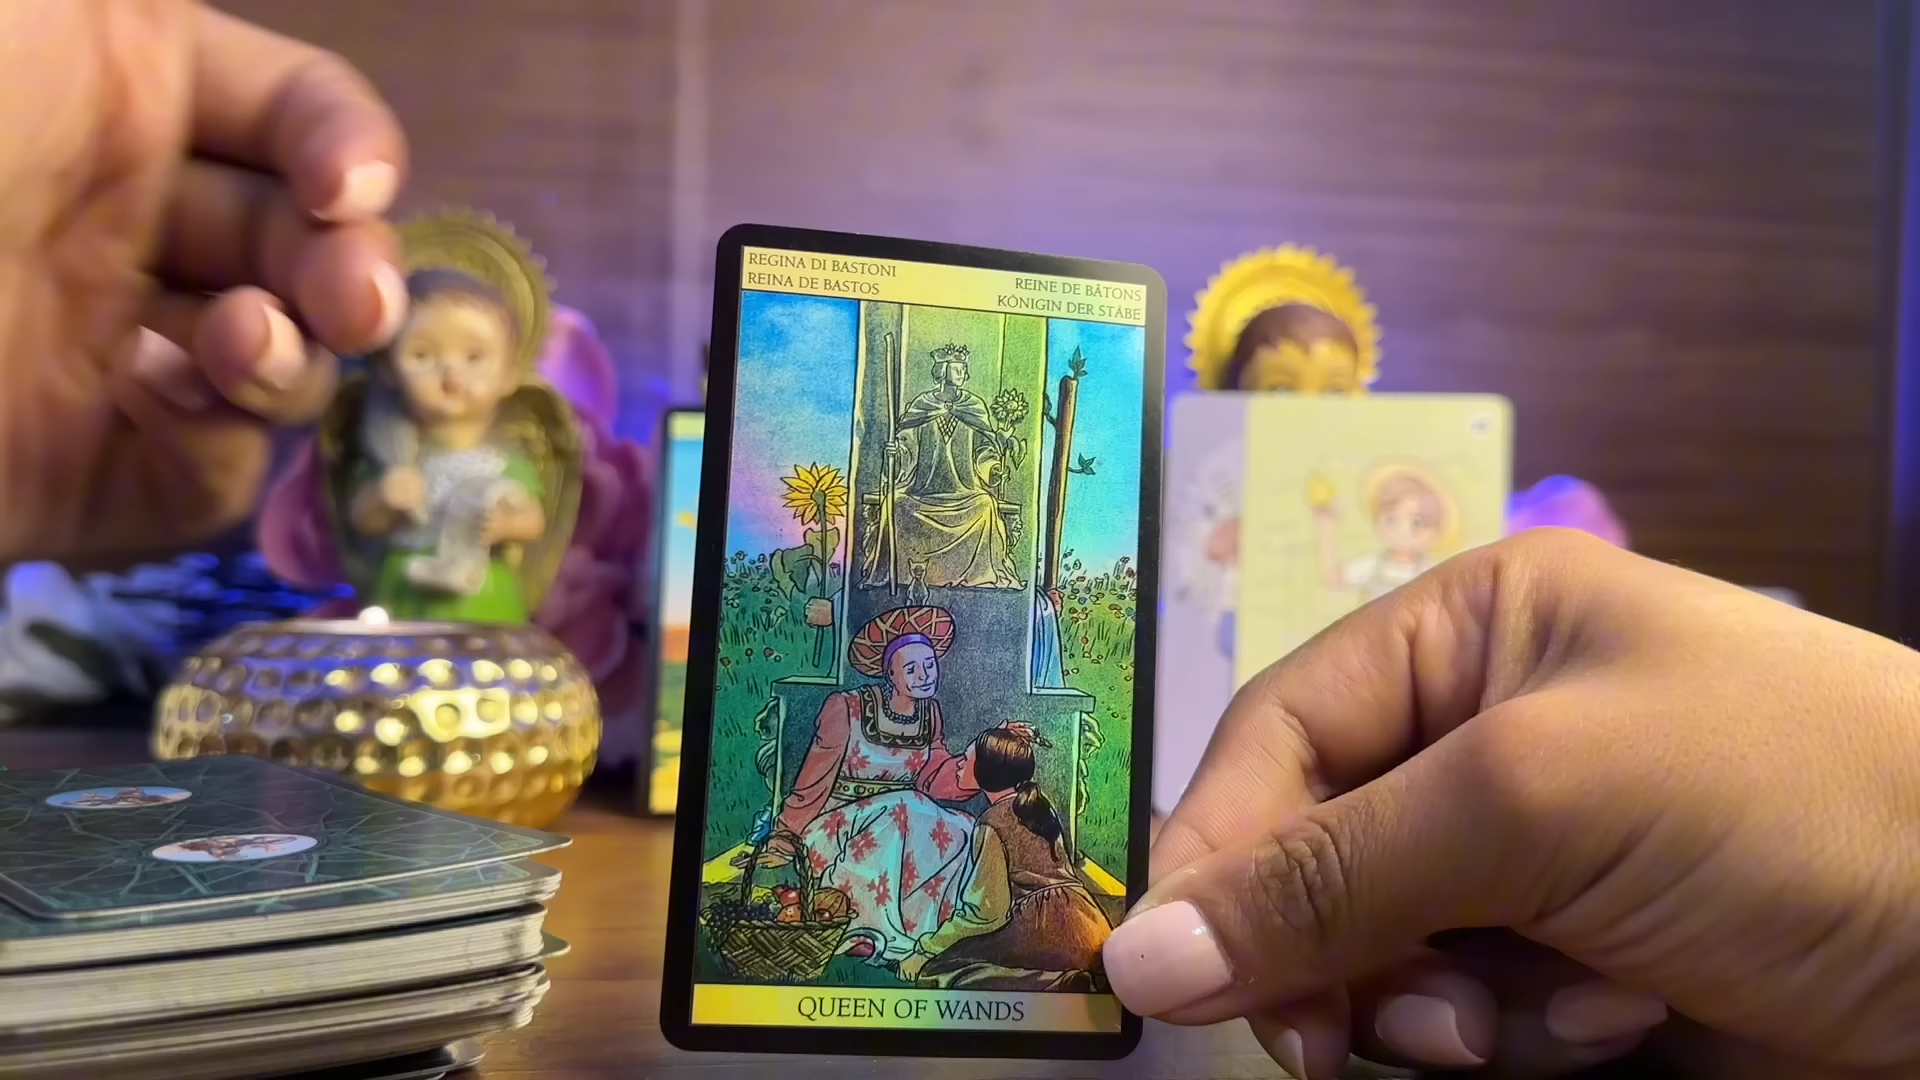 REGINA DI BASTONI
REINA DE BASTOS
REINE DE BÂTONS
KÖNIGIN DER STÄBE
QUEEN OF WANDS